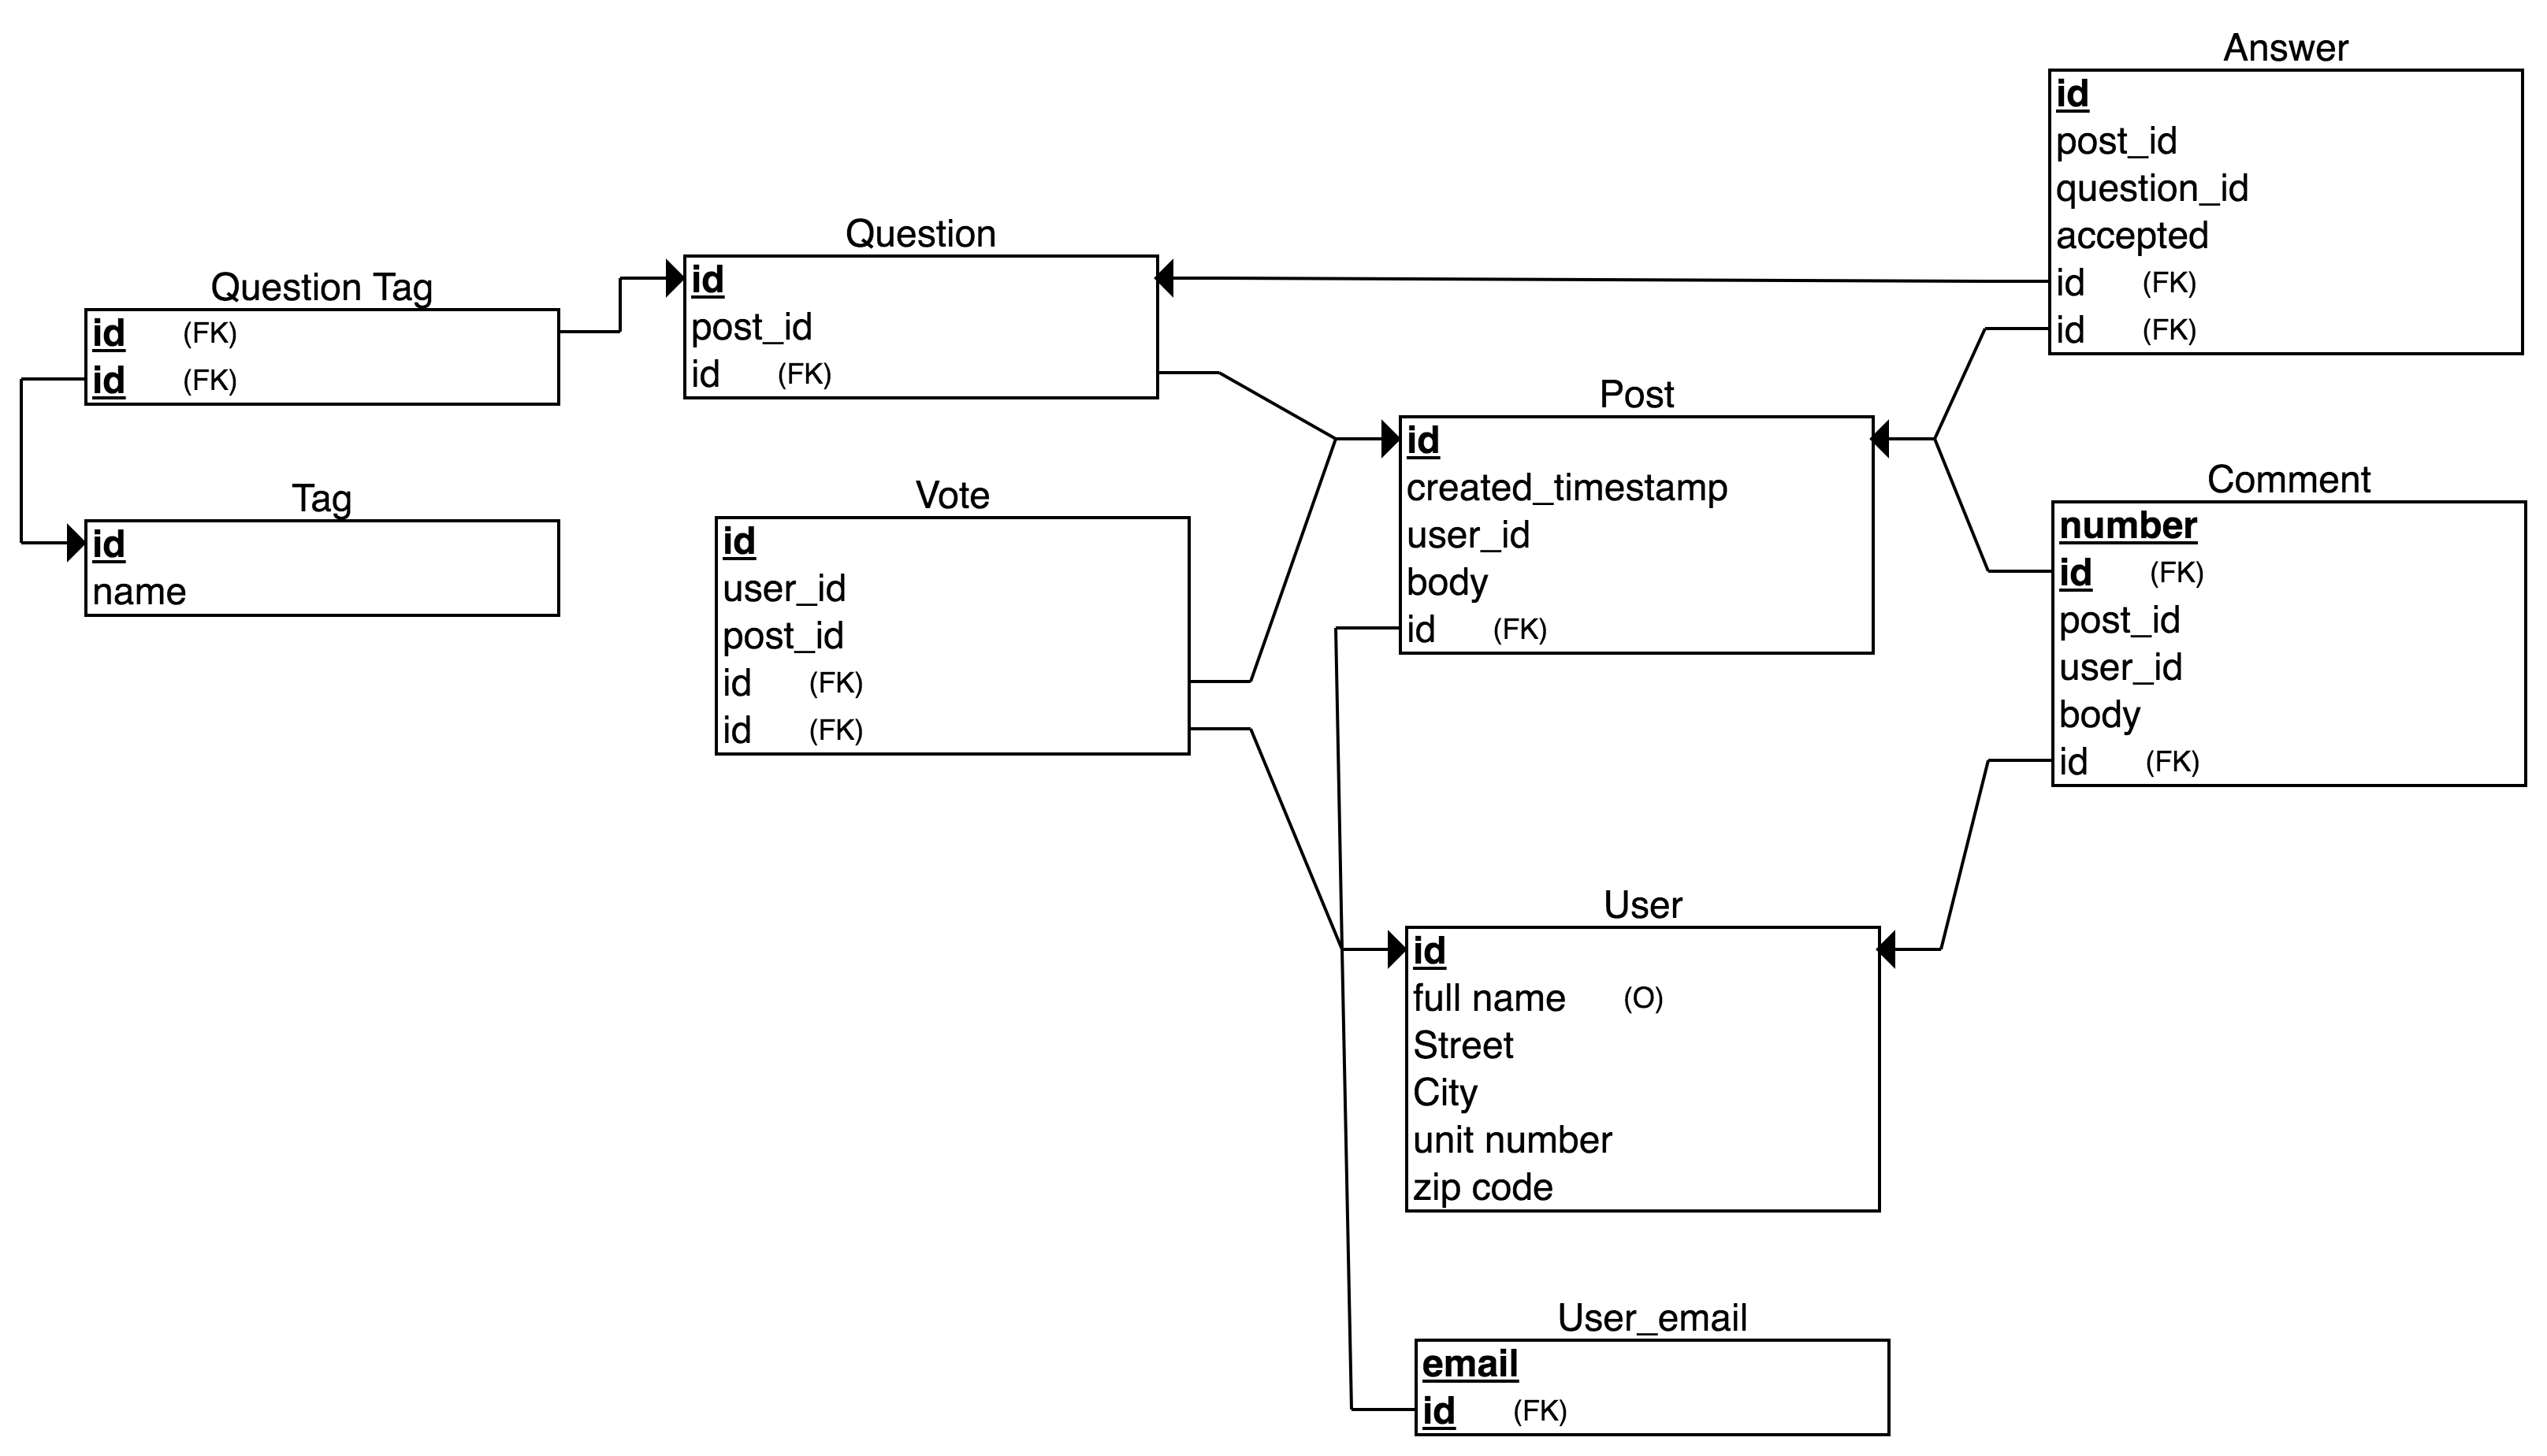 Answer
id
post_id
question_id
accepted
id (FK)
id (FK)
Question
id
post_id
id (FK)
Question Tag
id (FK)
id (FK)
Post
id
created_timestamp
user_id
body
id (FK)
Tag
id
name
Vote
id
user_id
post_id
id (FK)
id (FK)
Comment
number
id (FK)
post_id
user_id
body
id (FK)
User
id
full name (O)
Street
City
unit number
zip code
User_email
email
id (FK)